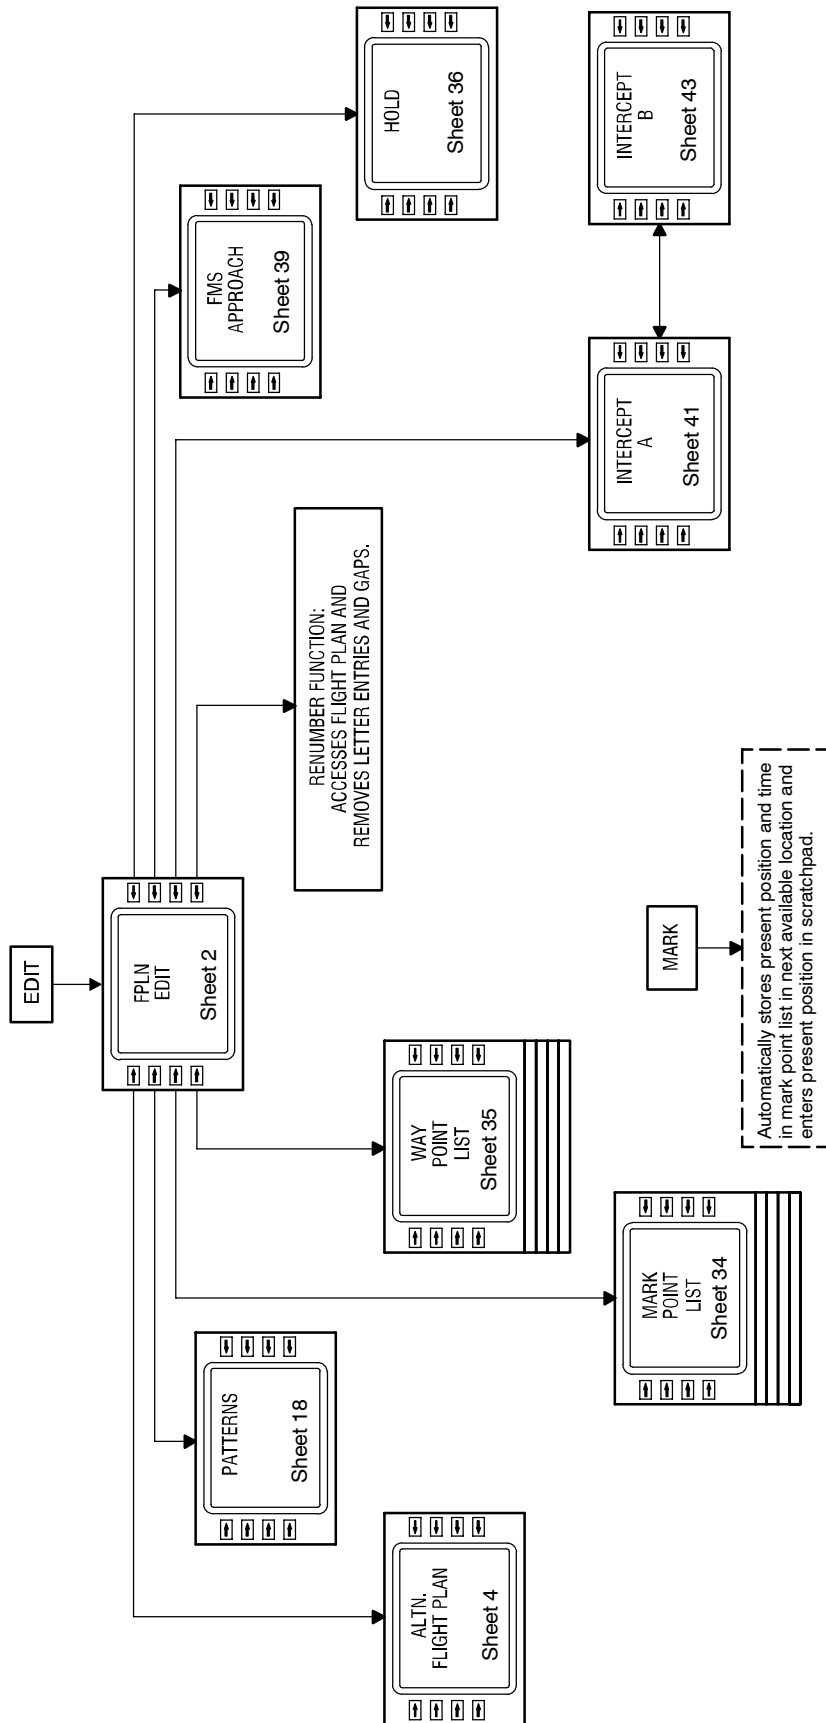 EDIT
FPLN
EDIT
Sheet 2
ALTN.
FLIGHT PLAN
Sheet 4
PATTERNS
Sheet 18
MARK
POINT
LIST
Sheet 34
WAY
POINT
LIST
Sheet 35
RENUMBER FUNCTION:
ACCESSES FLIGHT PLAN AND
REMOVES LETTER ENTRIES AND GAPS.
INTERCEPT
A
Sheet 41
INTERCEPT
B
Sheet 43
FMS
APPROACH
Sheet 39
HOLD
Sheet 36
MARK
Automatically stores present position and time
in mark point list in next available location and
enters present position in scratchpad.